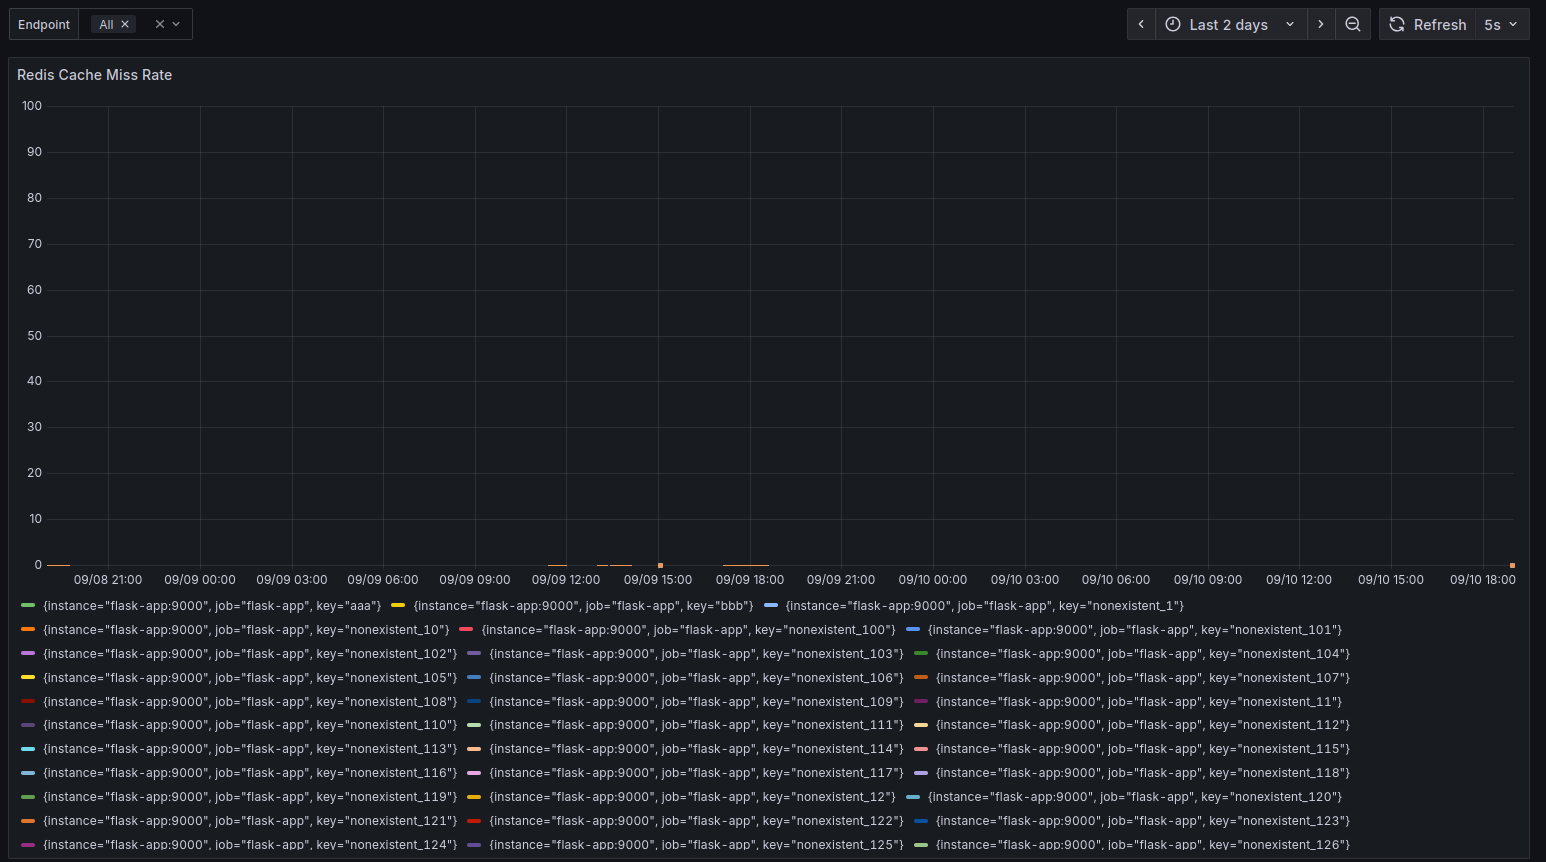 Endpoint All Last 2 days Refresh 5s
Redis Cache Miss Rate
100
90
80
70
60
50
40
30
20
10
0
09/08 21:00 09/09 00:00 09/09 03:00 09/09 06:00 09/09 09:00 09/09 12:00 09/09 15:00 09/09 18:00 09/09 21:00 09/10 00:00 09/10 03:00 09/10 06:00 09/10 09:00 09/10 12:00 09/10 15:00 09/10 18:00
{instance="flask-app:9000", job="flask-app", key="aaa"} {instance="flask-app:9000", job="flask-app", key="bbb"} {instance="flask-app:9000", job="flask-app", key="nonexistent_1"}
{instance="flask-app:9000", job="flask-app", key="nonexistent_10"} {instance="flask-app:9000", job="flask-app", key="nonexistent_100"} {instance="flask-app:9000", job="flask-app", key="nonexistent_101"}
{instance="flask-app:9000", job="flask-app", key="nonexistent_102"} {instance="flask-app:9000", job="flask-app", key="nonexistent_103"} {instance="flask-app:9000", job="flask-app", key="nonexistent_104"}
{instance="flask-app:9000", job="flask-app", key="nonexistent_105"} {instance="flask-app:9000", job="flask-app", key="nonexistent_106"} {instance="flask-app:9000", job="flask-app", key="nonexistent_107"}
{instance="flask-app:9000", job="flask-app", key="nonexistent_108"} {instance="flask-app:9000", job="flask-app", key="nonexistent_109"} {instance="flask-app:9000", job="flask-app", key="nonexistent_11"}
{instance="flask-app:9000", job="flask-app", key="nonexistent_110"} {instance="flask-app:9000", job="flask-app", key="nonexistent_111"} {instance="flask-app:9000", job="flask-app", key="nonexistent_112"}
{instance="flask-app:9000", job="flask-app", key="nonexistent_113"} {instance="flask-app:9000", job="flask-app", key="nonexistent_114"} {instance="flask-app:9000", job="flask-app", key="nonexistent_115"}
{instance="flask-app:9000", job="flask-app", key="nonexistent_116"} {instance="flask-app:9000", job="flask-app", key="nonexistent_117"} {instance="flask-app:9000", job="flask-app", key="nonexistent_118"}
{instance="flask-app:9000", job="flask-app", key="nonexistent_119"} {instance="flask-app:9000", job="flask-app", key="nonexistent_12"} {instance="flask-app:9000", job="flask-app", key="nonexistent_120"}
{instance="flask-app:9000", job="flask-app", key="nonexistent_121"} {instance="flask-app:9000", job="flask-app", key="nonexistent_122"} {instance="flask-app:9000", job="flask-app", key="nonexistent_123"}
{instance="flask-app:9000", job="flask-app", key="nonexistent_124"} {instance="flask-app:9000", job="flask-app", key="nonexistent_125"} {instance="flask-app:9000", job="flask-app", key="nonexistent_126"}